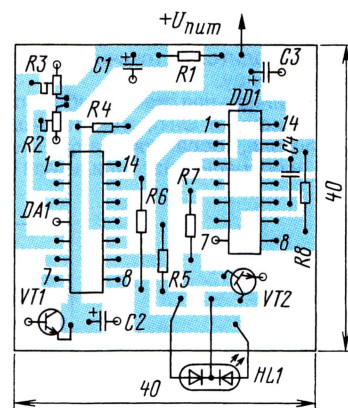 +Uпит
R3
C1
R1
C3
R2
R4
DD1
1
14
1
14
C4
DA1
R6
R7
R8
7
8
7
8
R5
VT1
C2
VT2
HL1
40
40